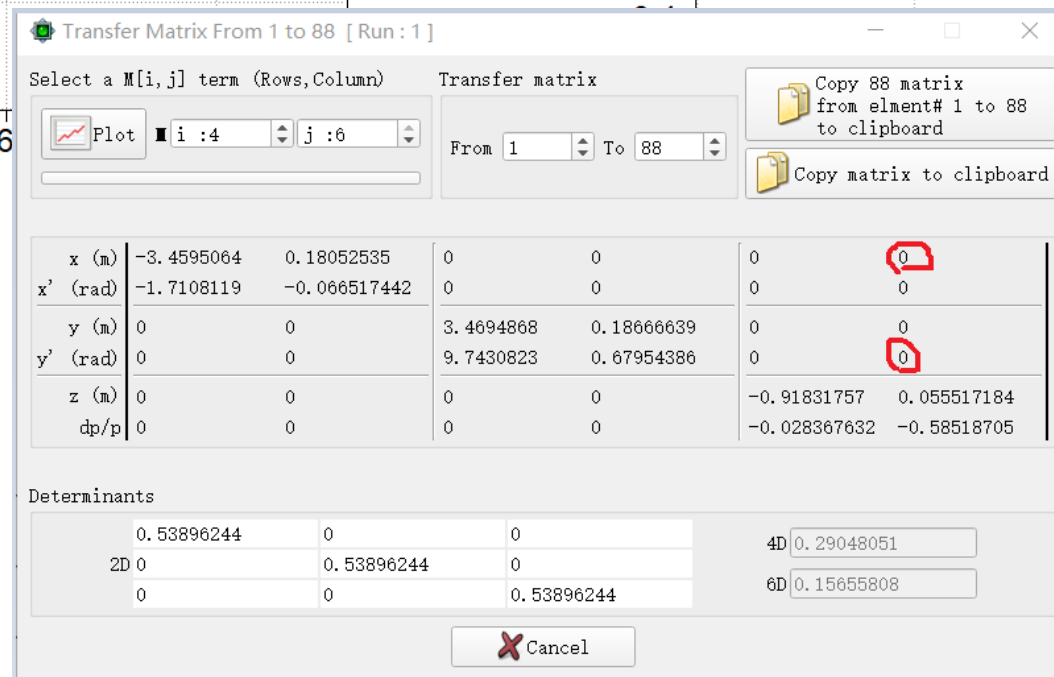 Transfer Matrix From 1 to 88 [ Run : 1 ]
Select a M[i,j] term (Rows,Column)
Transfer matrix
Copy 88 matrix
from elment# 1 to 88
to clipboard
6
Plot M i :4 j :6
From 1 To 88
Copy matrix to clipboard
x (m) -3.4595064 0.18052535 0 0 0 0
x' (rad) -1.7108119 -0.066517442 0 0 0 0
y (m) 0 0 3.4694868 0.18666639 0 0
y' (rad) 0 0 9.7430823 0.67954386 0 0
z (m) 0 0 0 0 -0.91831757 0.055517184
dp/p 0 0 0 0 -0.028367632 -0.58518705
Determinants
0.53896244 0 0
2D 0 0.53896244 0
0 0 0.53896244
4D 0.29048051
6D 0.15655808
Cancel